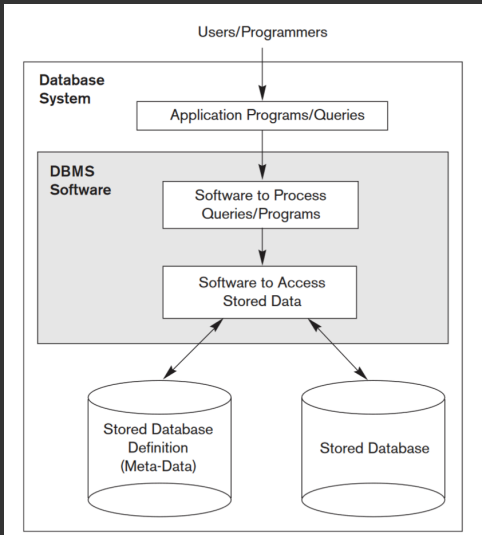 Users/Programmers
Database
System
Application Programs/Queries
DBMS
Software
Software to Process
Queries/Programs
Software to Access
Stored Data
Stored Database
Definition
(Meta-Data)
Stored Database